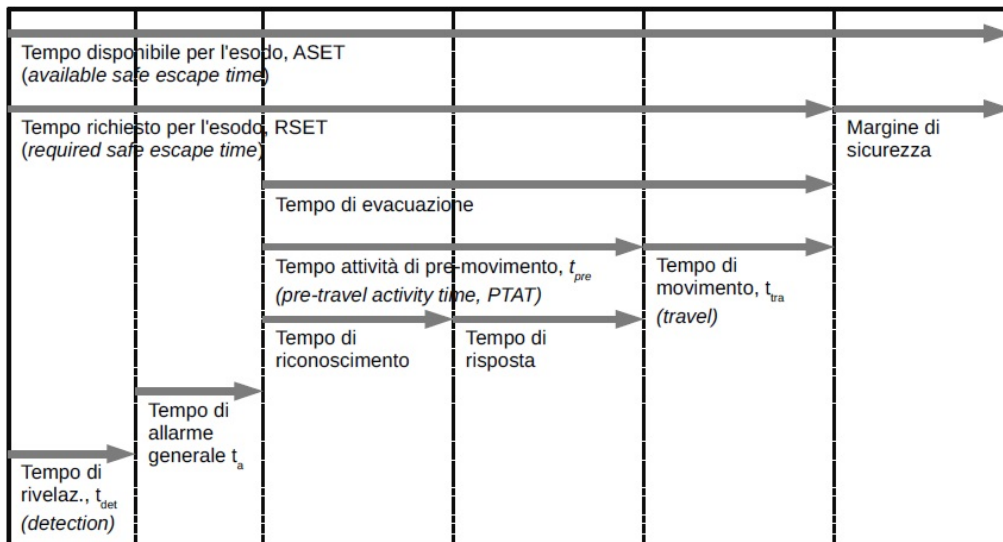 Tempo disponibile per l'esodo, ASET
(available safe escape time)
Tempo richiesto per l'esodo, RSET
(required safe escape time)
Margine di
sicurezza
Tempo di evacuazione
Tempo attività di pre-movimento, tpre
(pre-travel activity time, PTAT)
Tempo di
movimento, ttra
(travel)
Tempo di
riconoscimento
Tempo di
risposta
Tempo di
allarme
generale ta
Tempo di
rivelaz., tdet
(detection)